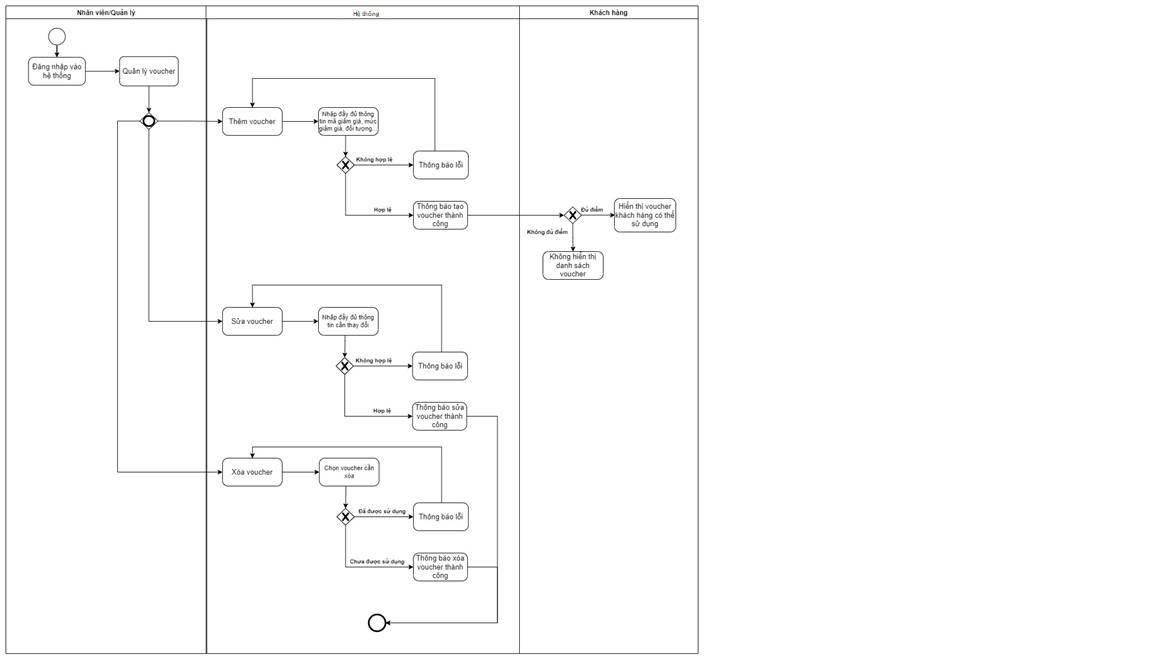 Nhân viên/Quản lý
Hệ thống
Khách hàng
Đăng nhập vào
hệ thống
Quản lý voucher
Thêm voucher
Nhập đầy đủ thông
tin mã giảm giá, mức
giảm giá, đối tượng...
Không hợp lệ
Thông báo lỗi
Hợp lệ
Thông báo tạo
voucher thành
công
Đủ điểm
Hiển thị voucher
khách hàng có thể
sử dụng
Không đủ điểm
Không hiển thị
danh sách
voucher
Sửa voucher
Nhập đầy đủ thông
tin cần thay đổi
Không hợp lệ
Thông báo lỗi
Hợp lệ
Thông báo sửa
voucher thành
công
Xóa voucher
Chọn voucher cần
xóa
Đã được sử dụng
Thông báo lỗi
Chưa được sử dụng
Thông báo xóa
voucher thành
công